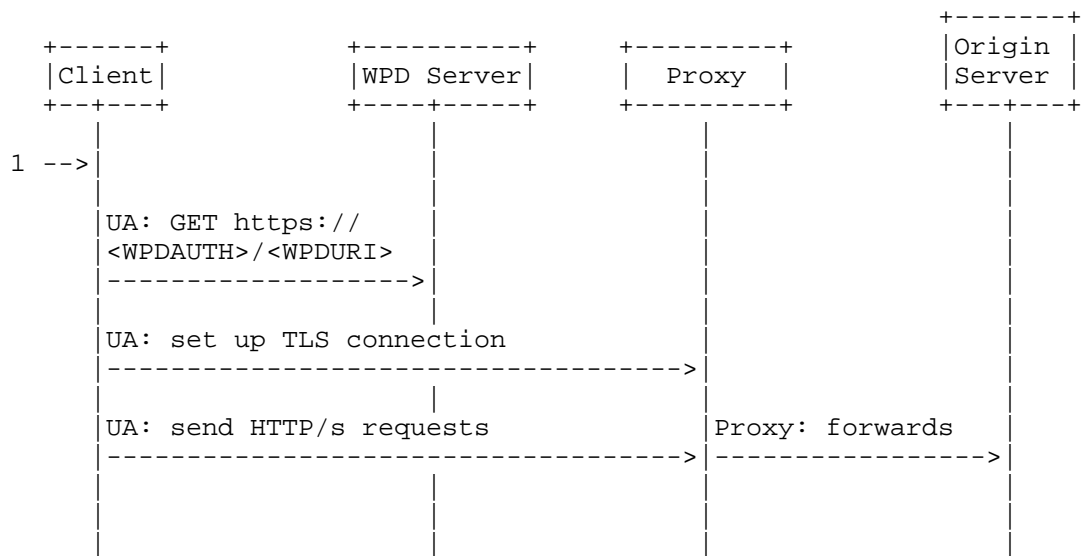 Origin
Client WPD Server Proxy Server
1 -->
UA: GET https://
<WPDAUTH>/<WPDURI>
UA: set up TLS connection
UA: send HTTP/s requests Proxy: forwards